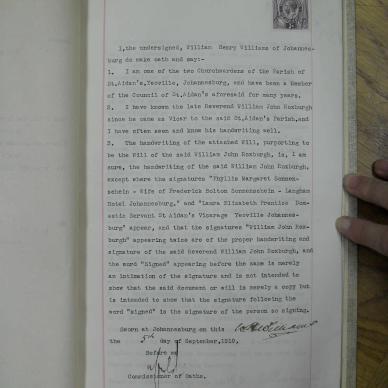 I,the undersigned, William Henry Williams of Johannes-
burg do make oath and say:-
1. I am one of the two Churchwardens of the Parish of
St.Aidan's,Yeoville, Johannesburg, and have been a Member
of the Council of St.Aidan's aforesaid for many years.
2. I have known the late Reverend William John Roxburgh
since he came as Vicar to the said St.Aidan's Parish,and
I have often seen and know his handwriting well.
3. The handwriting of the attached Will, purporting to
be the Will of the said William John Roxburgh, is, I am
sure, the handwriting of the said William John Roxburgh,
except where the signatures "Phyllis Margaret Sonnen-
schein - Wife of Frederick Bolton Sonnenschein - Langham
Hotel Johannesburg," and "Laura Elizabeth Prentice Dom-
estic Servant St Aidan's Vicarage Yeoville Johannes-
burg" appear, and that the signatures "William John Rox-
burgh" appearing twice are of the proper handwriting and
signature of the said Reverend William John Roxburgh, and
the word "Signed" appearing before the same is merely
an intimation of the signature and is not intended to
show that the said document or will is merely a copy but
is intended to show that the signature following the
word "signed" is the signature of the person so signing.
Sworn at Johannesburg on this
the 5th day of September,1910,
Before me
Commissioner of Oaths.